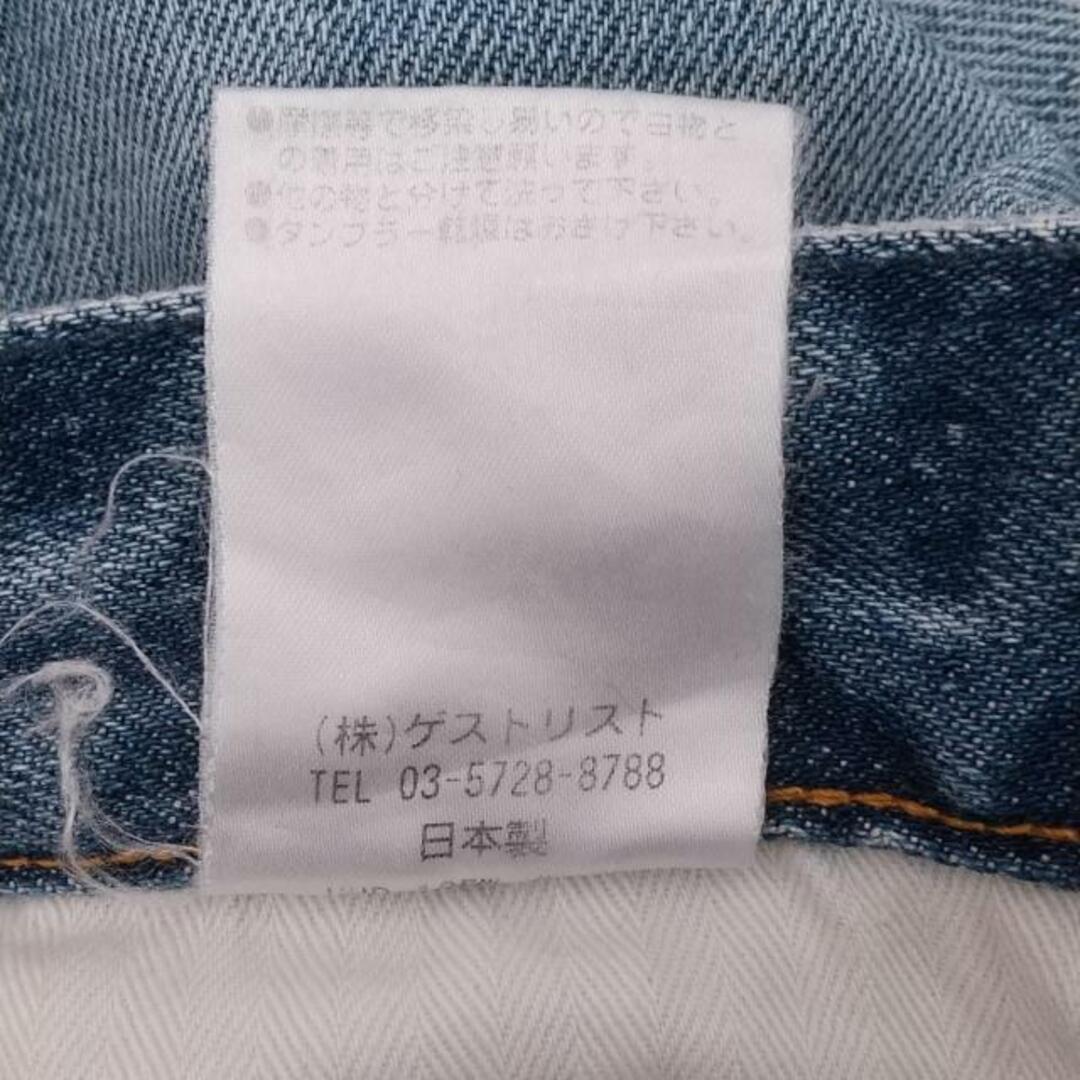 ●摩擦等で移染し易いので白物と
の着用はご注意願います。
●他の物と分けて洗って下さい。
●タンブラー乾燥はおさけ下さい。
(株)ゲストリスト
TEL 03-5728-8788
日本製